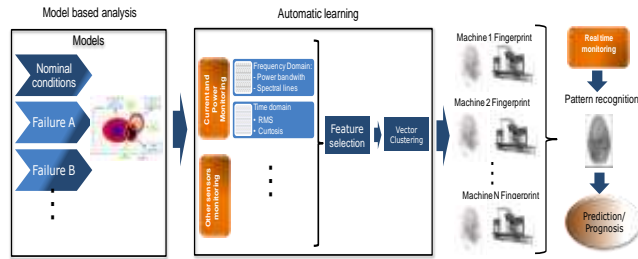 Model based analysis
Automatic learning
Models
Nominal
conditions
Failure A
Failure B
Current and
Power
Monitoring
Frequency Domain:
- Power bandwith
- Spectral lines
Time domain
• RMS
• Curtosis
Other sensors
monitoring
Feature
selection
Vector
Clustering
Machine 1 Fingerprint
Machine 2 Fingerprint
Machine N Fingerprint
Real time
monitoring
Pattern recognition
Prediction/
Prognosis